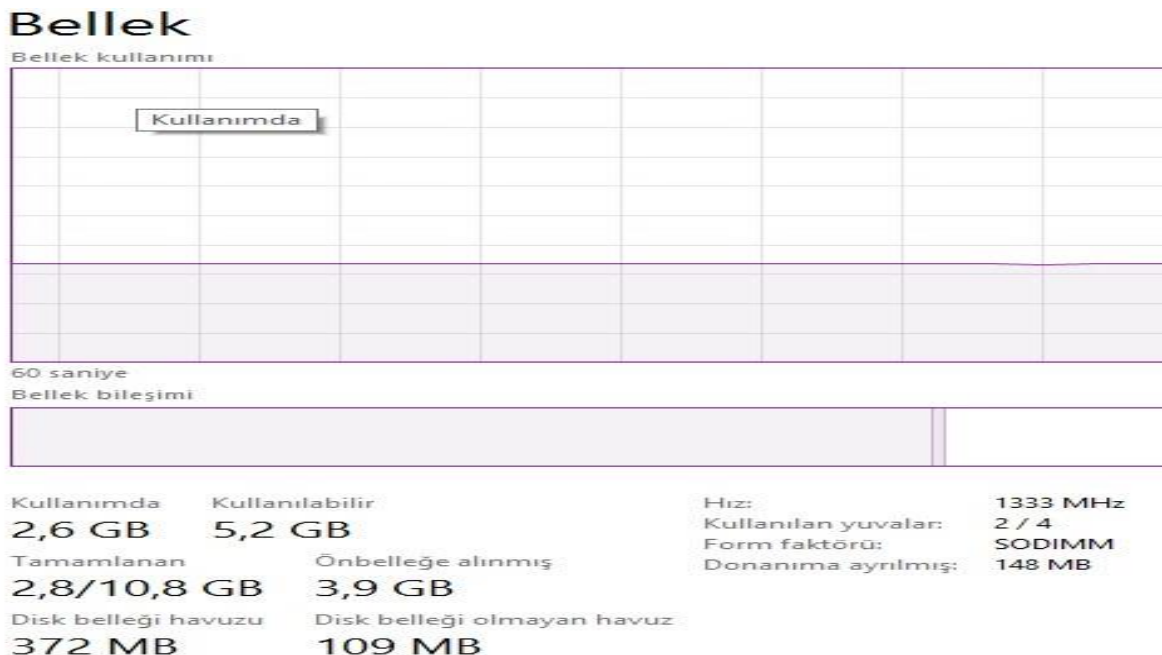 Bellek
Bellek kullanımı
Kullanımda
60 saniye
Bellek bileşimi
Kullanımda Kullanılabilir
2,6 GB 5,2 GB
Tamamlanan Önbelleğe alınmış
2,8/10,8 GB 3,9 GB
Disk belleği havuzu Disk belleği olmayan havuz
372 MB 109 MB
Hız: 1333 MHz
Kullanılan yuvalar: 2 / 4
Form faktörü: SODIMM
Donanıma ayrılmış: 148 MB